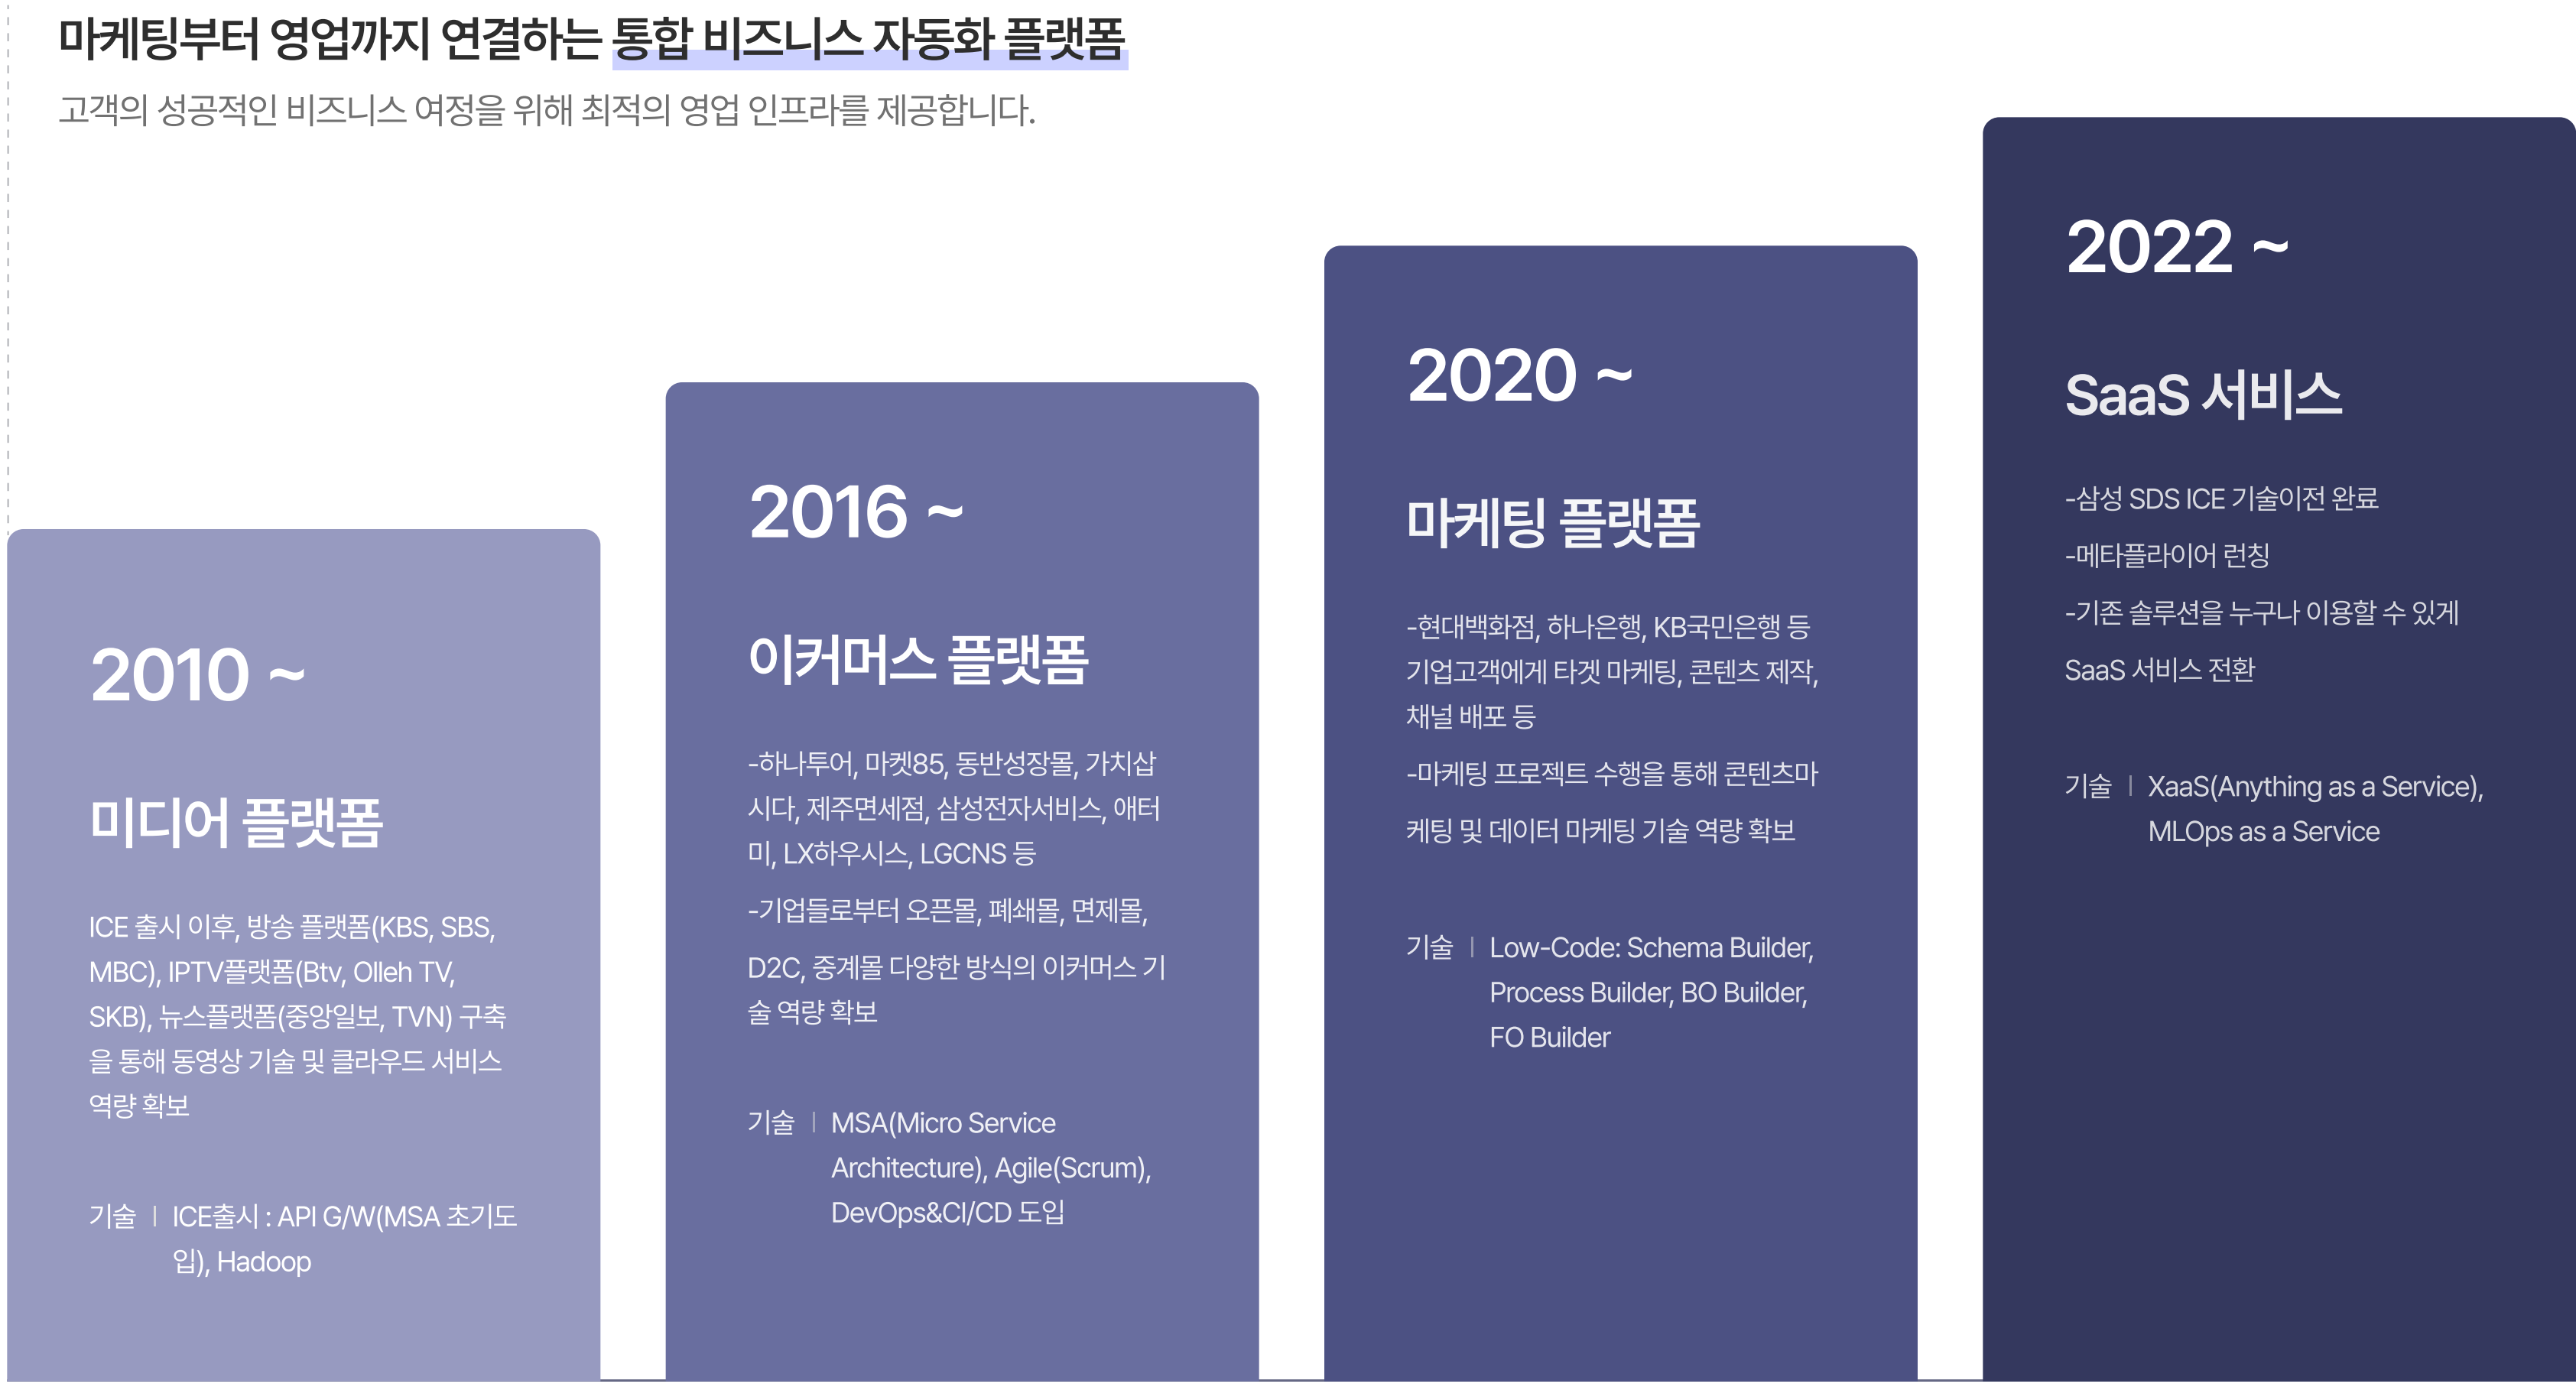 마케팅부터 영업까지 연결하는 통합 비즈니스 자동화 플랫폼
고객의 성공적인 비즈니스 여정을 위해 최적의 영업 인프라를 제공합니다.
2010 ~
미디어 플랫폼
ICE 출시 이후, 방송 플랫폼(KBS, SBS,
MBC), IPTV플랫폼(Btv, Olleh TV,
SKB), 뉴스플랫폼(중앙일보, TVN) 구축
을 통해 동영상 기술 및 클라우드 서비스
역량 확보
기술 | ICE출시 : API G/W(MSA 초기도
입), Hadoop
2016 ~
이커머스 플랫폼
-하나투어, 마켓85, 동반성장몰, 가치삽
시다, 제주면세점, 삼성전자서비스, 애터
미, LX하우시스, LGCNS 등
-기업들로부터 오픈몰, 폐쇄몰, 면제몰,
D2C, 중계몰 다양한 방식의 이커머스 기
술 역량 확보
기술 | MSA(Micro Service
Architecture), Agile(Scrum),
DevOps&CI/CD 도입
2020 ~
마케팅 플랫폼
-현대백화점, 하나은행, KB국민은행 등
기업고객에게 타겟 마케팅, 콘텐츠 제작,
채널 배포 등
-마케팅 프로젝트 수행을 통해 콘텐츠마
케팅 및 데이터 마케팅 기술 역량 확보
기술 | Low-Code: Schema Builder,
Process Builder, BO Builder,
FO Builder
2022 ~
SaaS 서비스
-삼성 SDS ICE 기술이전 완료
-메타플라이어 런칭
-기존 솔루션을 누구나 이용할 수 있게
SaaS 서비스 전환
기술 | XaaS(Anything as a Service),
MLOps as a Service